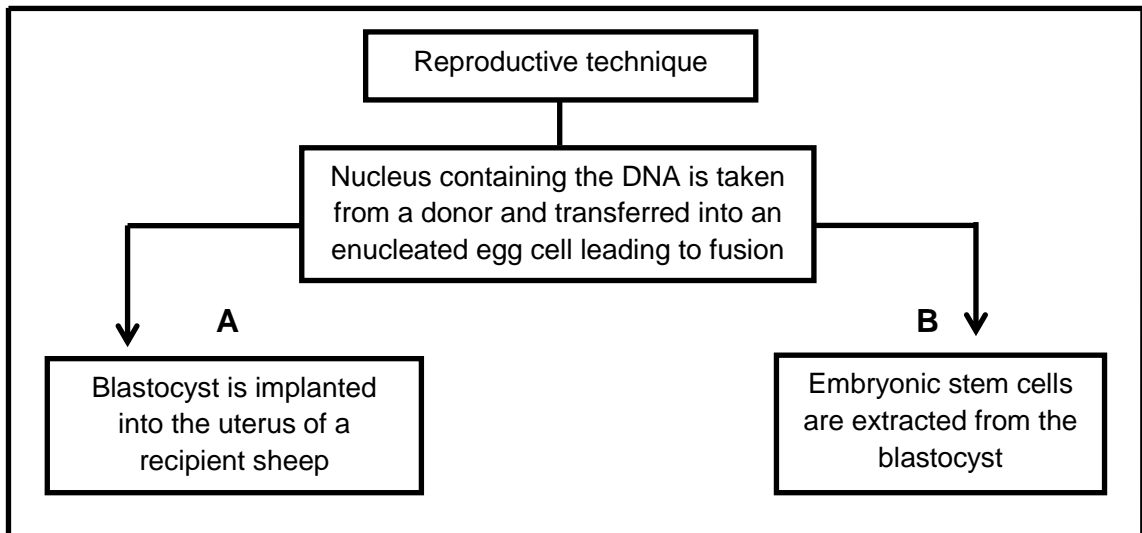 Reproductive technique
Nucleus containing the DNA is taken
from a donor and transferred into an
enucleated egg cell leading to fusion
A
B
Blastocyst is implanted
into the uterus of a
recipient sheep
Embryonic stem cells
are extracted from the
blastocyst